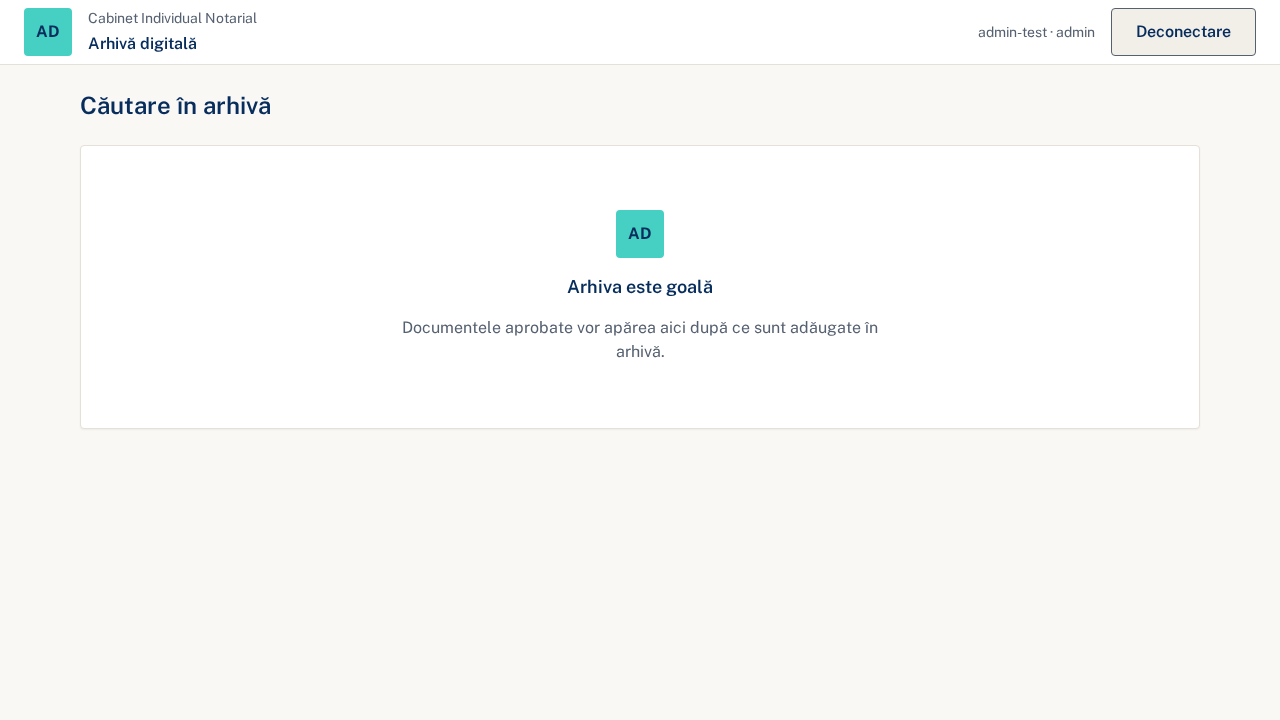 AD
Cabinet Individual Notarial
Arhivă digitală
admin-test · admin
Deconectare
Căutare în arhivă
AD
Arhiva este goală
Documentele aprobate vor apărea aici după ce sunt adăugate în
arhivă.